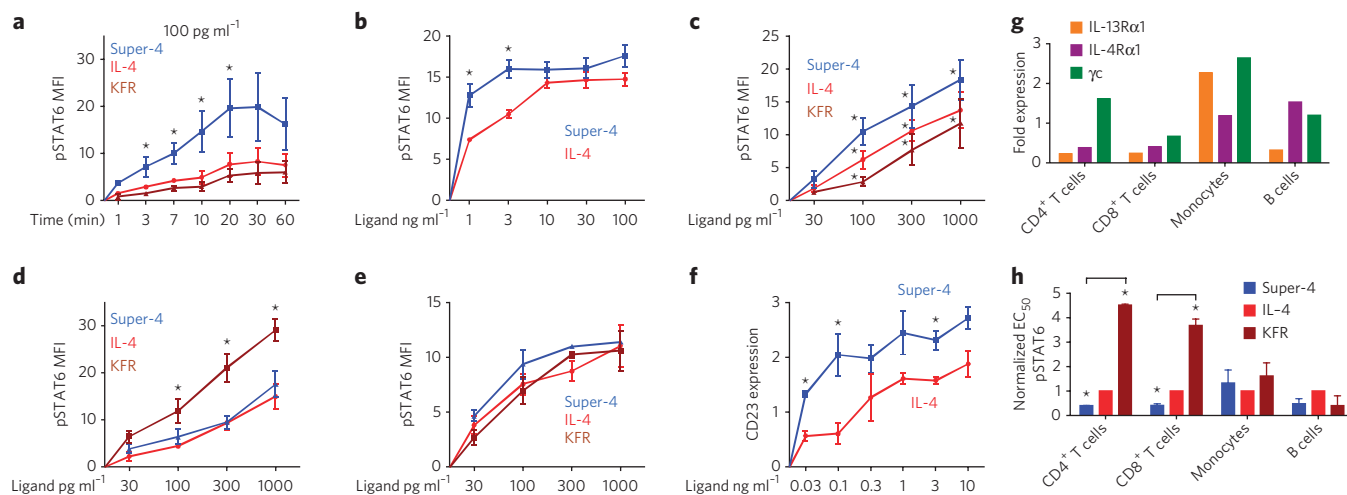 a
100 pg ml⁻¹
Super-4
IL-4
KFR
pSTAT6 MFI
30
20
10
0
Time (min) 1 3 7 10 20 30 60
*
*
*
*
b
pSTAT6 MFI
20
15
10
5
0
Super-4
IL-4
Ligand ng ml⁻¹ 1 3 10 30 100
*
*
c
pSTAT6 MFI
25
20
15
10
5
0
Super-4
IL-4
KFR
Ligand pg ml⁻¹ 30 100 300 1000
*
*
*
*
*
*
*
*
g
IL-13Rα1
IL-4Rα1
γc
Fold expression
3
2
1
0
CD4⁺ T cells
CD8⁺ T cells
Monocytes
B cells
d
pSTAT6 MFI
30
20
10
0
Super-4
IL-4
KFR
Ligand pg ml⁻¹ 30 100 300 1000
*
*
*
e
pSTAT6 MFI
15
10
5
0
Super-4
IL-4
KFR
Ligand pg ml⁻¹ 30 100 300 1000
f
CD23 expression
3
2
1
0
Super-4
IL-4
Ligand ng ml⁻¹ 0.03 0.1 0.3 1 3 10
*
*
*
h
Super-4
IL-4
KFR
Normalized EC₅₀
pSTAT6
5
4
3
2
1
0
*
*
*
*
CD4⁺ T cells
CD8⁺ T cells
Monocytes
B cells